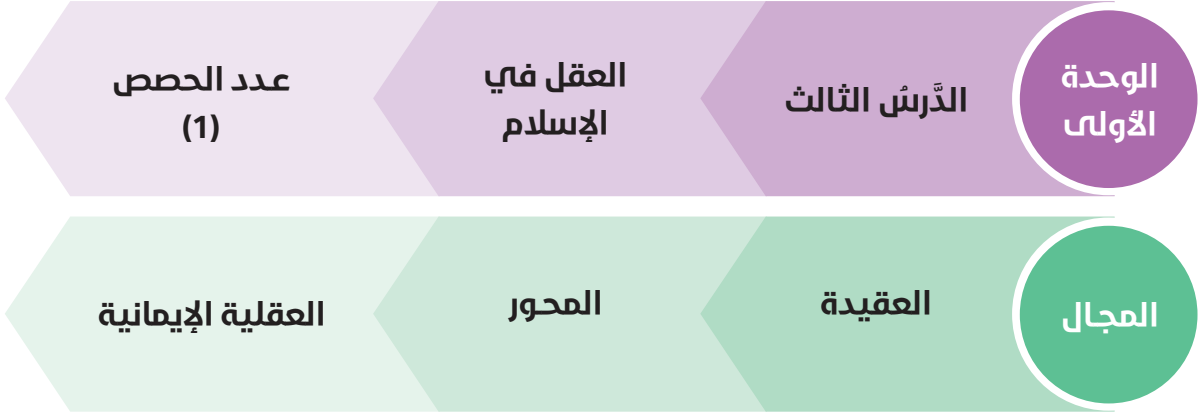 الوحدة
الأولى
الدَّرسُ الثالث
العقل في
الإسلام
عدد الحصص
(1)
المجال
العقيدة
المحور
العقلية الإيمانية